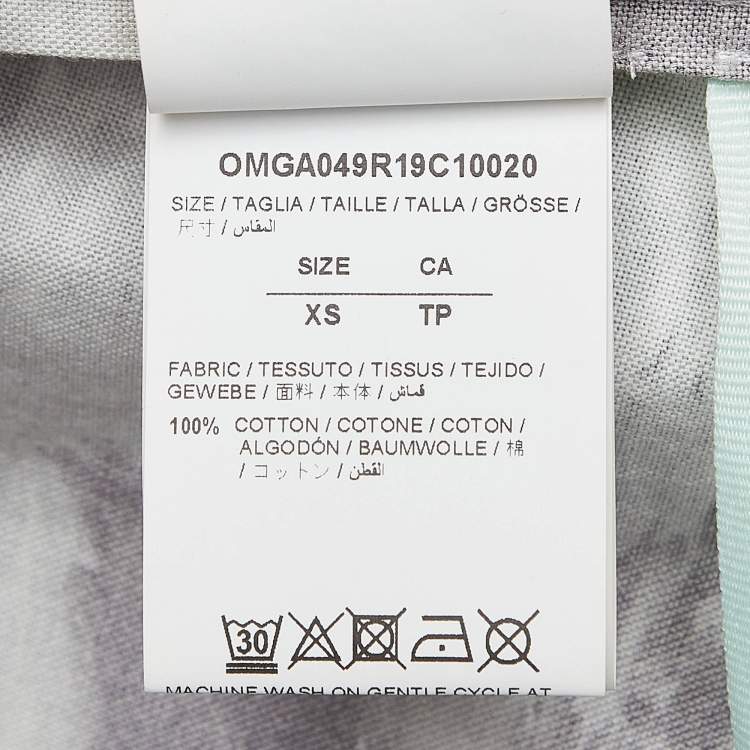 OMGA049R19C10020
SIZE / TAGLIA / TAILLE / TALLA / GRÖSSE /
尺寸 / المقاس
SIZE CA
XS TP
FABRIC / TESSUTO / TISSUS / TEJIDO /
GEWEBE / 面料 / 本体 / قماش
100% COTTON / COTONE / COTON /
ALGODÓN / BAUMWOLLE / 棉
/ コットン / القطن
30
MACHINE WASH ON GENTLE CYCLE AT